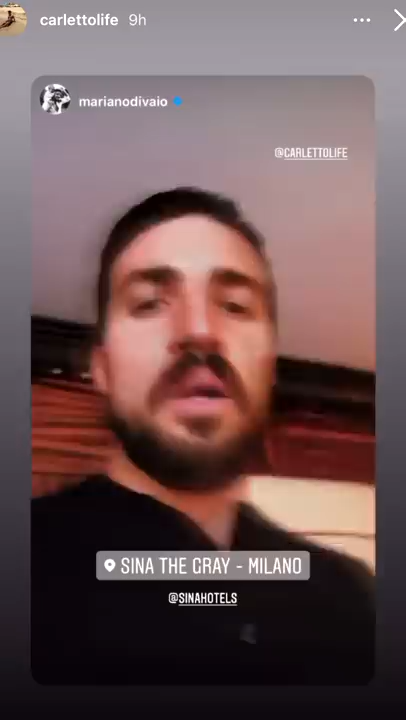 carlettolife 9h
marianodivaio
@CARLETTOLIFE
SINA THE GRAY - MILANO
@SINAHOTELS